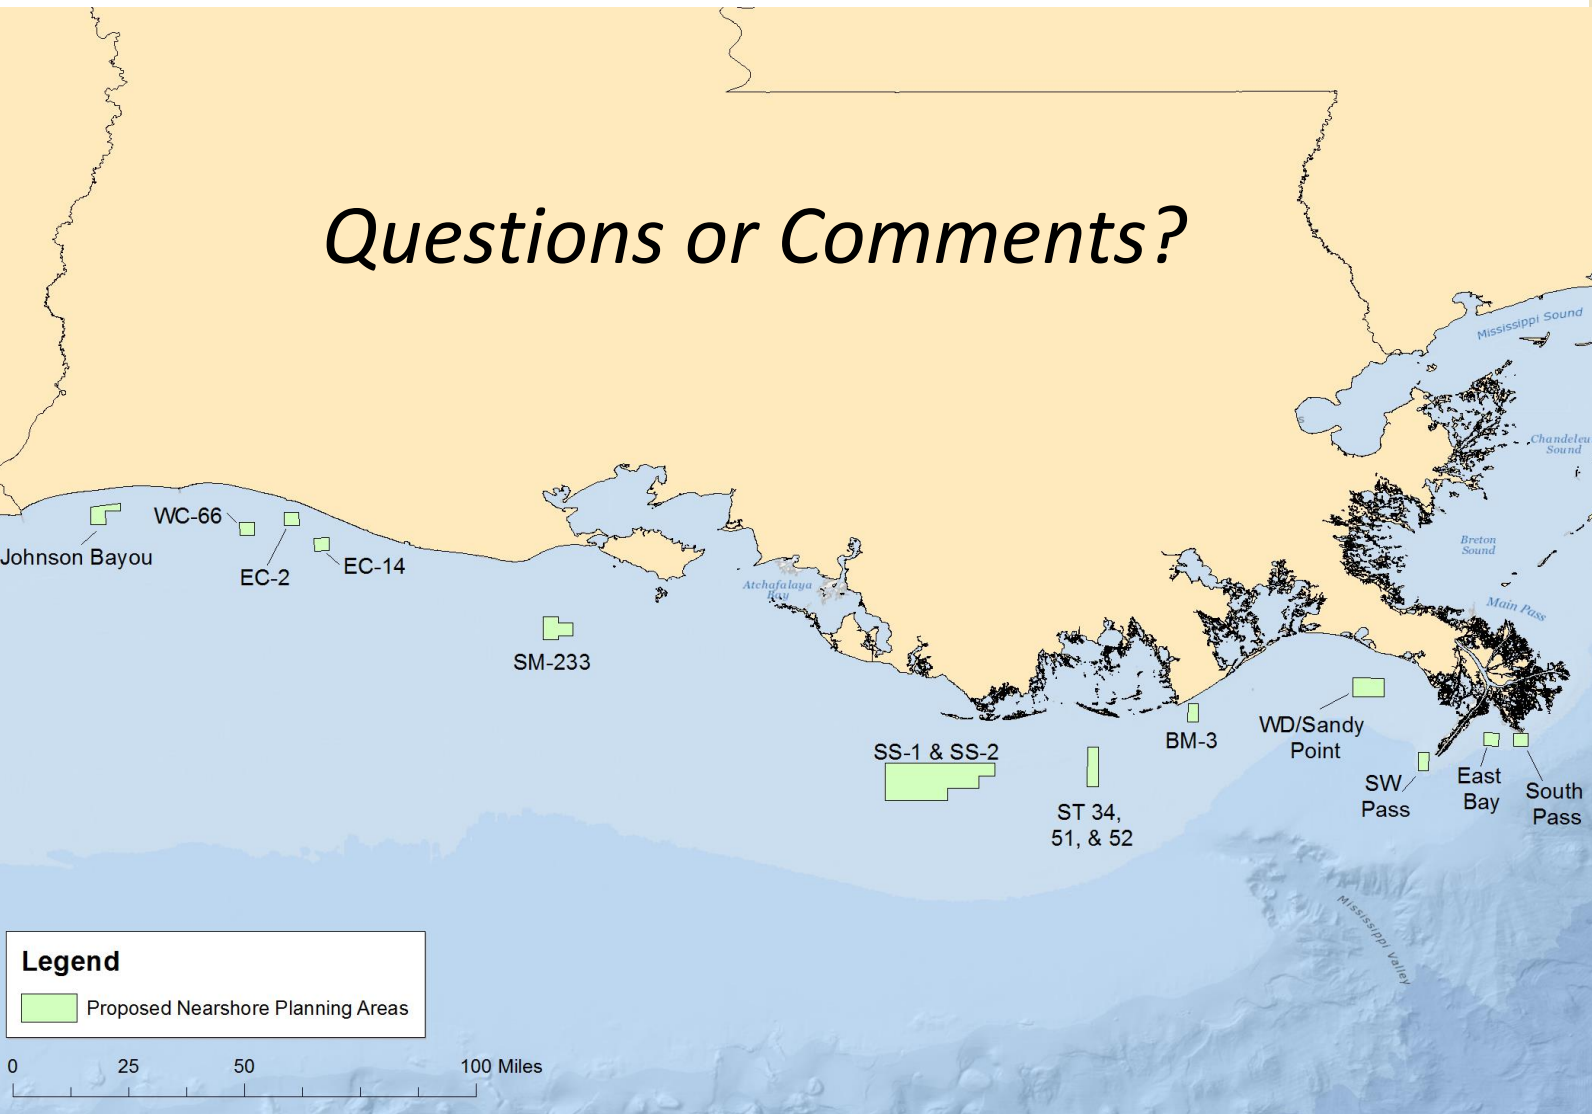 Questions or Comments?
Mississippi Sound
Chandeleu
Sound
WC-66
Johnson Bayou
EC-2
EC-14
Breton
Sound
Atchafalaya
Bay
Main Pass
SM-233
WD/Sandy
Point
BM-3
SS-1 & SS-2
SW
Pass
East
Bay
South
Pass
ST 34,
51, & 52
Mississippi Valley
Legend
Proposed Nearshore Planning Areas
0 25 50 100 Miles